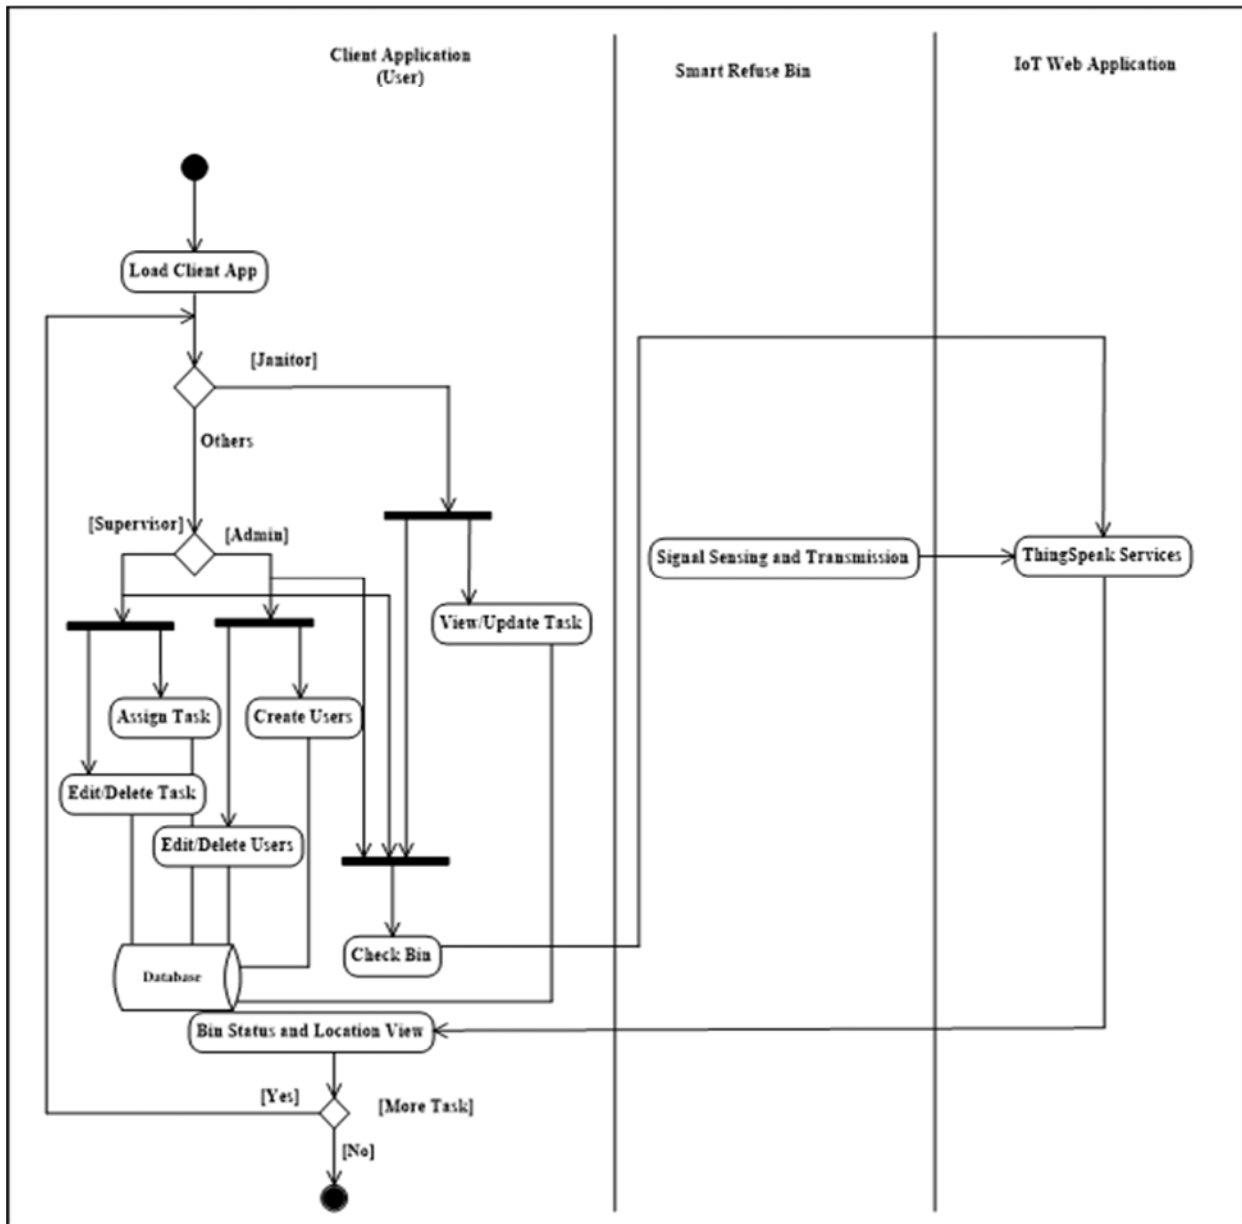 Client Application
(User)
Smart Refuse Bin
IoT Web Application
Load Client App
[Janitor]
Others
[Supervisor]
[Admin]
Signal Sensing and Transmission
ThingSpeak Services
View/Update Task
Assign Task
Create Users
Edit/Delete Task
Edit/Delete Users
Check Bin
Database
Bin Status and Location View
[Yes]
[More Task]
[No]